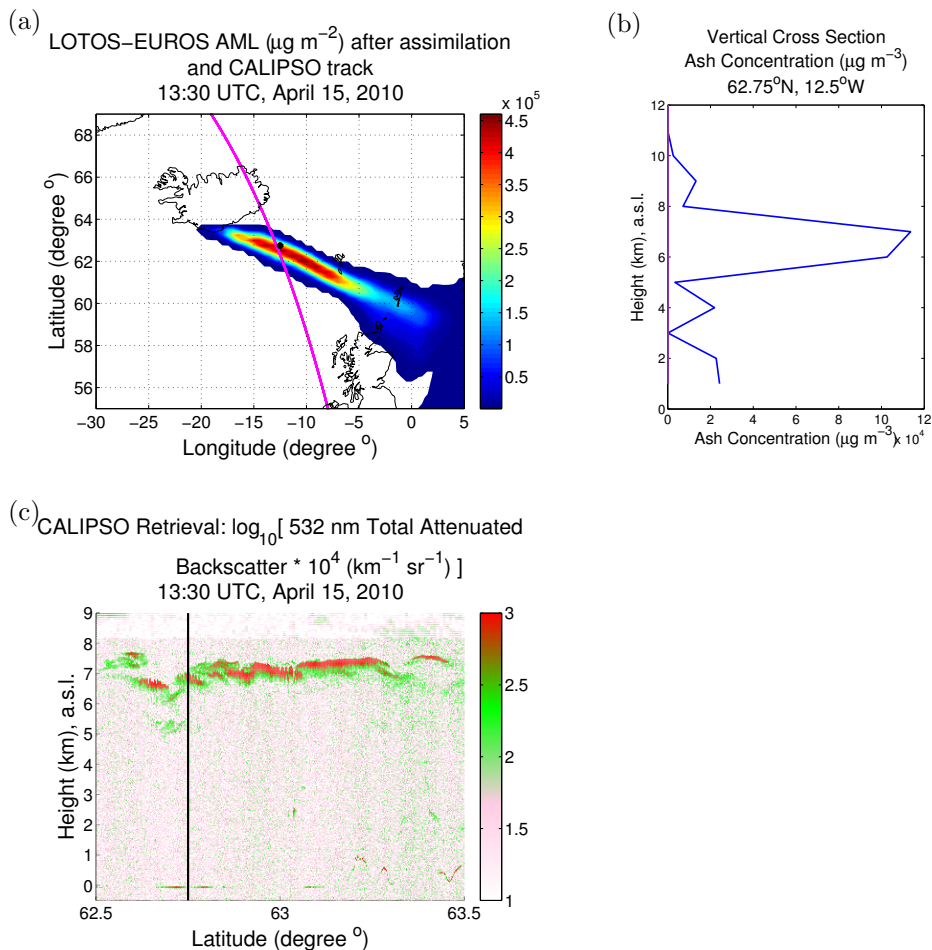 (a)
LOTOS−EUROS AML (μg m−2) after assimilation
and CALIPSO track
13:30 UTC, April 15, 2010
x 10^5
68
66
64
62
60
58
56
Latitude (degree °)
−30 −25 −20 −15 −10 −5 0 5
Longitude (degree °)
4.5
4
3.5
3
2.5
2
1.5
1
0.5
(b)
Vertical Cross Section
Ash Concentration (μg m−3)
62.75°N, 12.5°W
12
10
8
6
4
2
0
Height (km), a.s.l.
0 2 4 6 8 10 12
Ash Concentration (μg m−3) x 10^4
(c)
CALIPSO Retrieval: log10[ 532 nm Total Attenuated
Backscatter * 10^4 (km−1 sr−1) ]
13:30 UTC, April 15, 2010
9
8
7
6
5
4
3
2
1
0
Height (km), a.s.l.
62.5 63 63.5
Latitude (degree °)
3
2.5
2
1.5
1